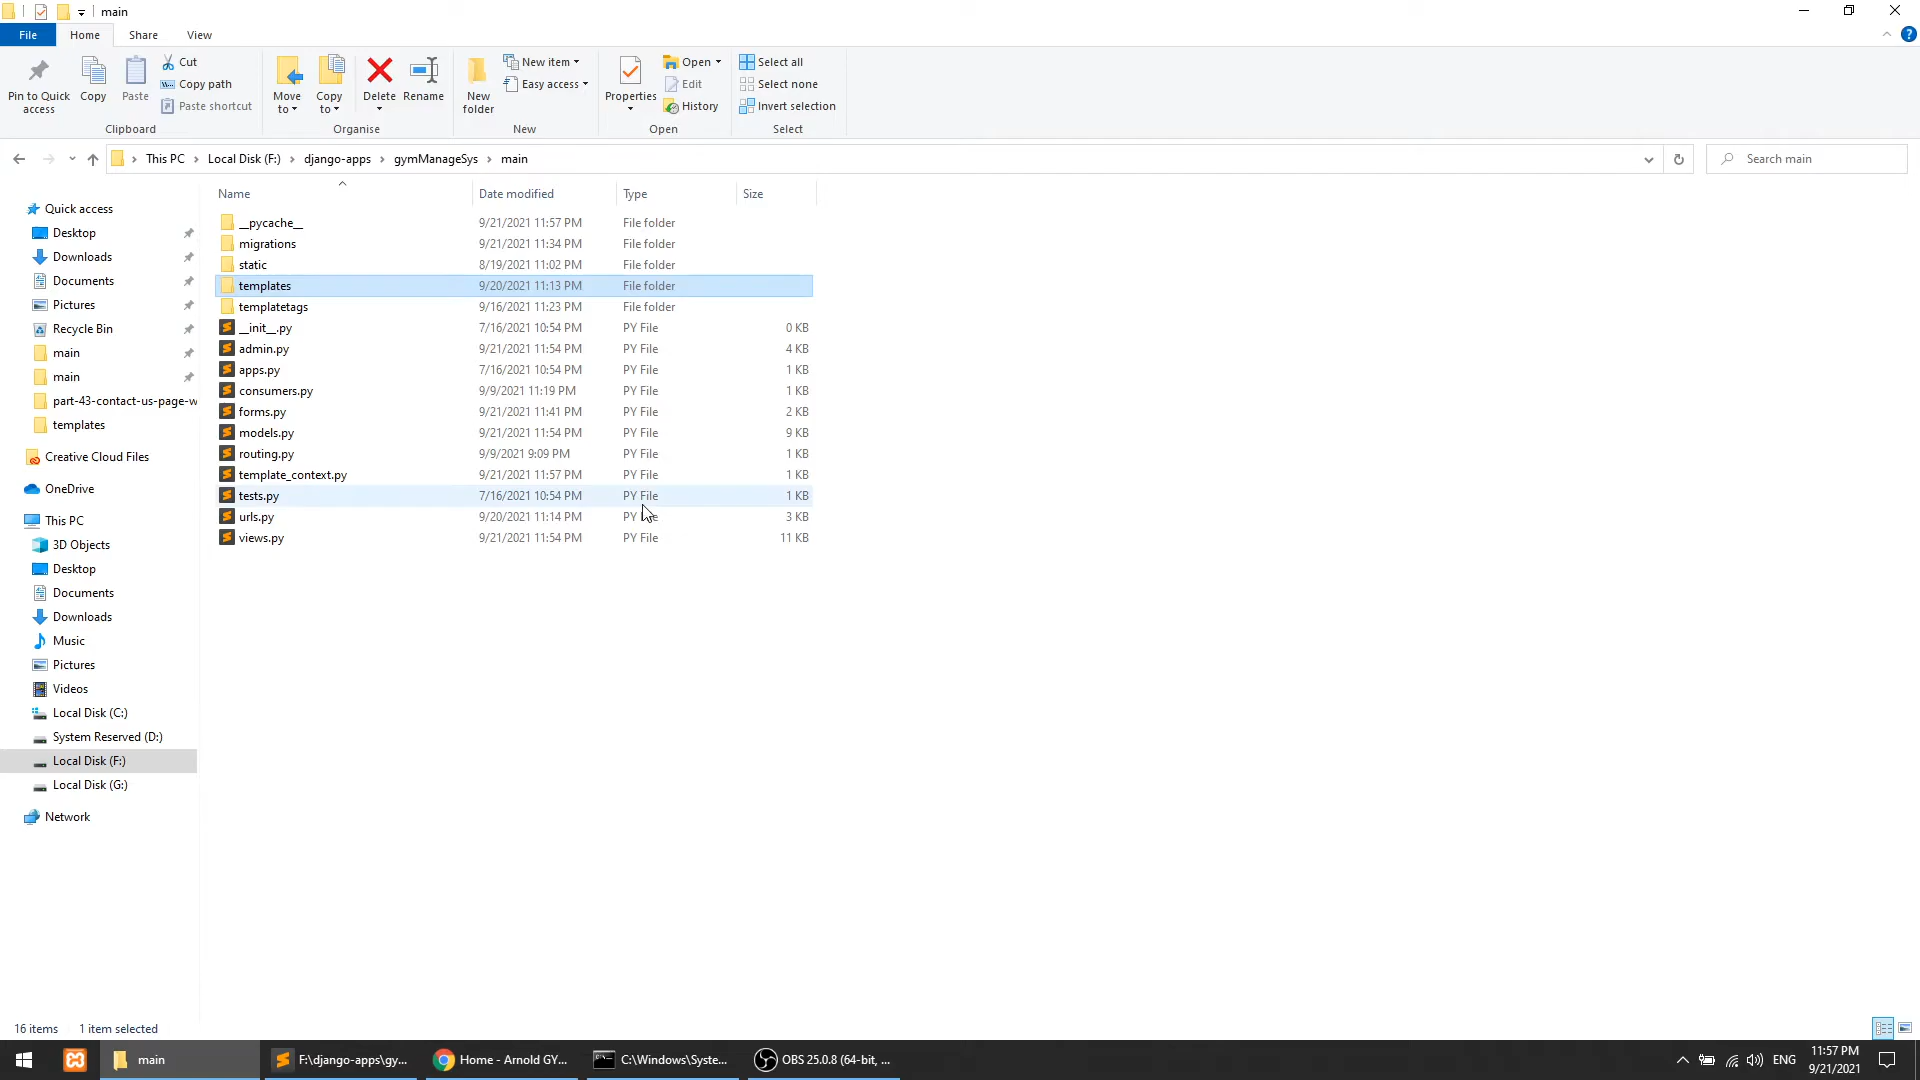 main
File Home Share View
Pin to Quick access
Copy
Paste
Cut
Copy path
Paste shortcut
Clipboard
Move to
Copy to
Delete
Rename
Organise
New folder
New item
Easy access
New
Properties
Open
Edit
History
Open
Select all
Select none
Invert selection
Select
This PC Local Disk (F:) django-apps gymManageSys main
Search main
Name Date modified Type Size
__pycache__ 9/21/2021 11:57 PM File folder
migrations 9/21/2021 11:34 PM File folder
static 8/19/2021 11:02 PM File folder
templates 9/20/2021 11:13 PM File folder
templatetags 9/16/2021 11:23 PM File folder
__init__.py 7/16/2021 10:54 PM PY File 0 KB
admin.py 9/21/2021 11:54 PM PY File 4 KB
apps.py 7/16/2021 10:54 PM PY File 1 KB
consumers.py 9/9/2021 11:19 PM PY File 1 KB
forms.py 9/21/2021 11:41 PM PY File 2 KB
models.py 9/21/2021 11:54 PM PY File 9 KB
routing.py 9/9/2021 9:09 PM PY File 1 KB
template_context.py 9/21/2021 11:57 PM PY File 1 KB
tests.py 7/16/2021 10:54 PM PY File 1 KB
urls.py 9/20/2021 11:14 PM PY File 3 KB
views.py 9/21/2021 11:54 PM PY File 11 KB
Quick access
Desktop
Downloads
Documents
Pictures
Recycle Bin
main
main
part-43-contact-us-page-w
templates
Creative Cloud Files
OneDrive
This PC
3D Objects
Desktop
Documents
Downloads
Music
Pictures
Videos
Local Disk (C:)
System Reserved (D:)
Local Disk (F:)
Local Disk (G:)
Network
16 items 1 item selected
main
F:\django-apps\gy...
Home - Arnold GY...
C:\Windows\Syste...
OBS 25.0.8 (64-bit, ...
ENG
11:57 PM
9/21/2021